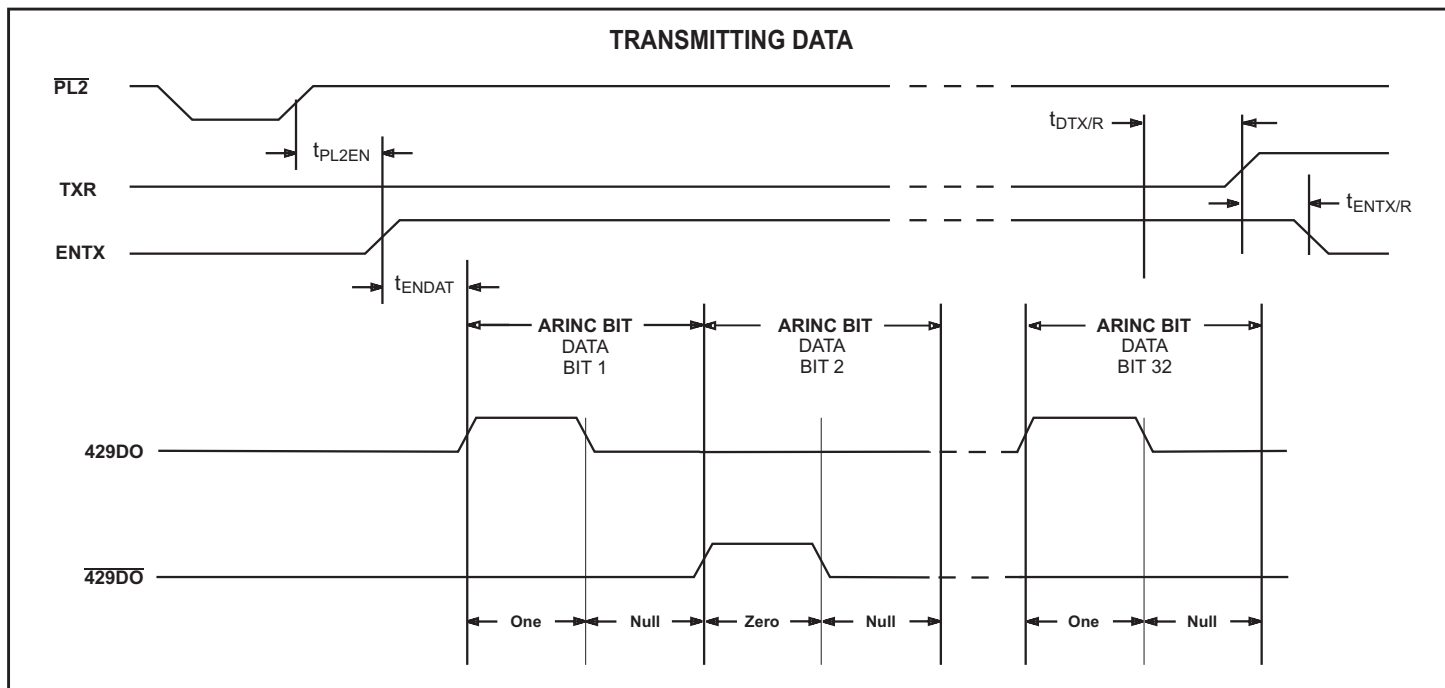 TRANSMITTING DATA
PL2
tDTX/R
tPL2EN
TXR
tENTX/R
ENTX
tENDAT
ARINC BIT ARINC BIT ARINC BIT
DATA DATA DATA
BIT 1 BIT 2 BIT 32
429DO
429DO
One Null Zero Null One Null